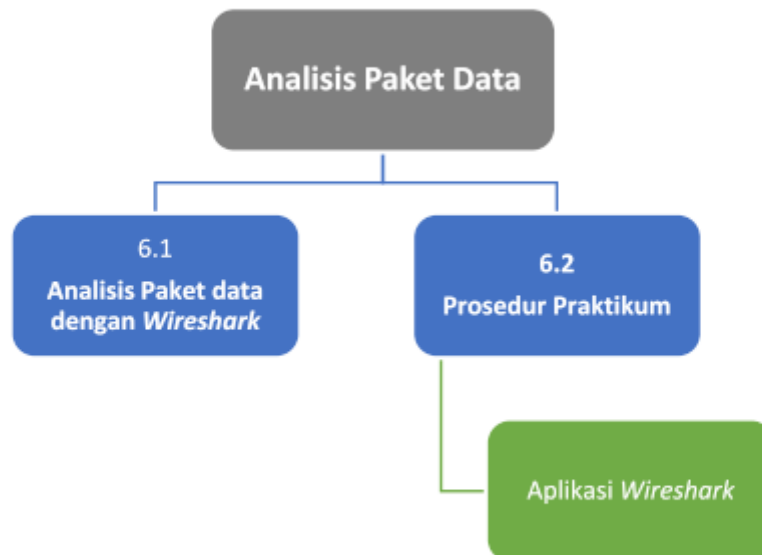 Analisis Paket Data
6.1
Analisis Paket data
dengan Wireshark
6.2
Prosedur Praktikum
Aplikasi Wireshark